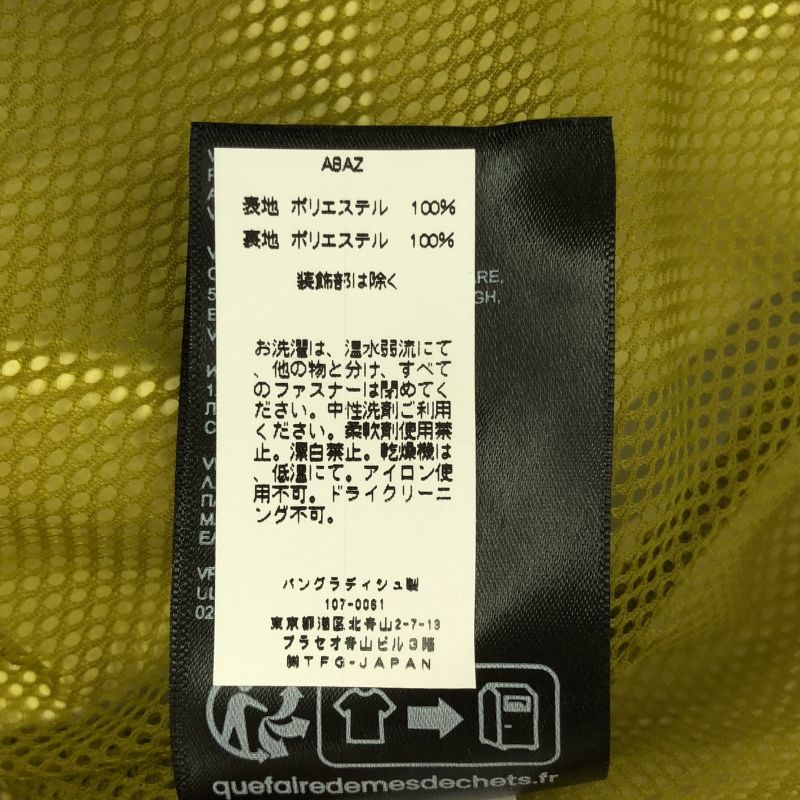 A8AZ
表地 ポリエステル 100%
裏地 ポリエステル 100%
装飾部は除く
お洗濯は、温水弱流にて
、他の物と分け、すべて
のファスナーは閉めてく
ださい。中性洗剤ご利用
ください。柔軟剤使用禁
止。漂白禁止。乾燥機は
、低温にて。アイロン使
用不可。ドライクリーニ
ング不可。
バングラディシュ製
107-0061
東京都港区北青山2-7-13
プラセオ青山ビル3階
㈱TFG-JAPAN
quefairedemesdechets.fr